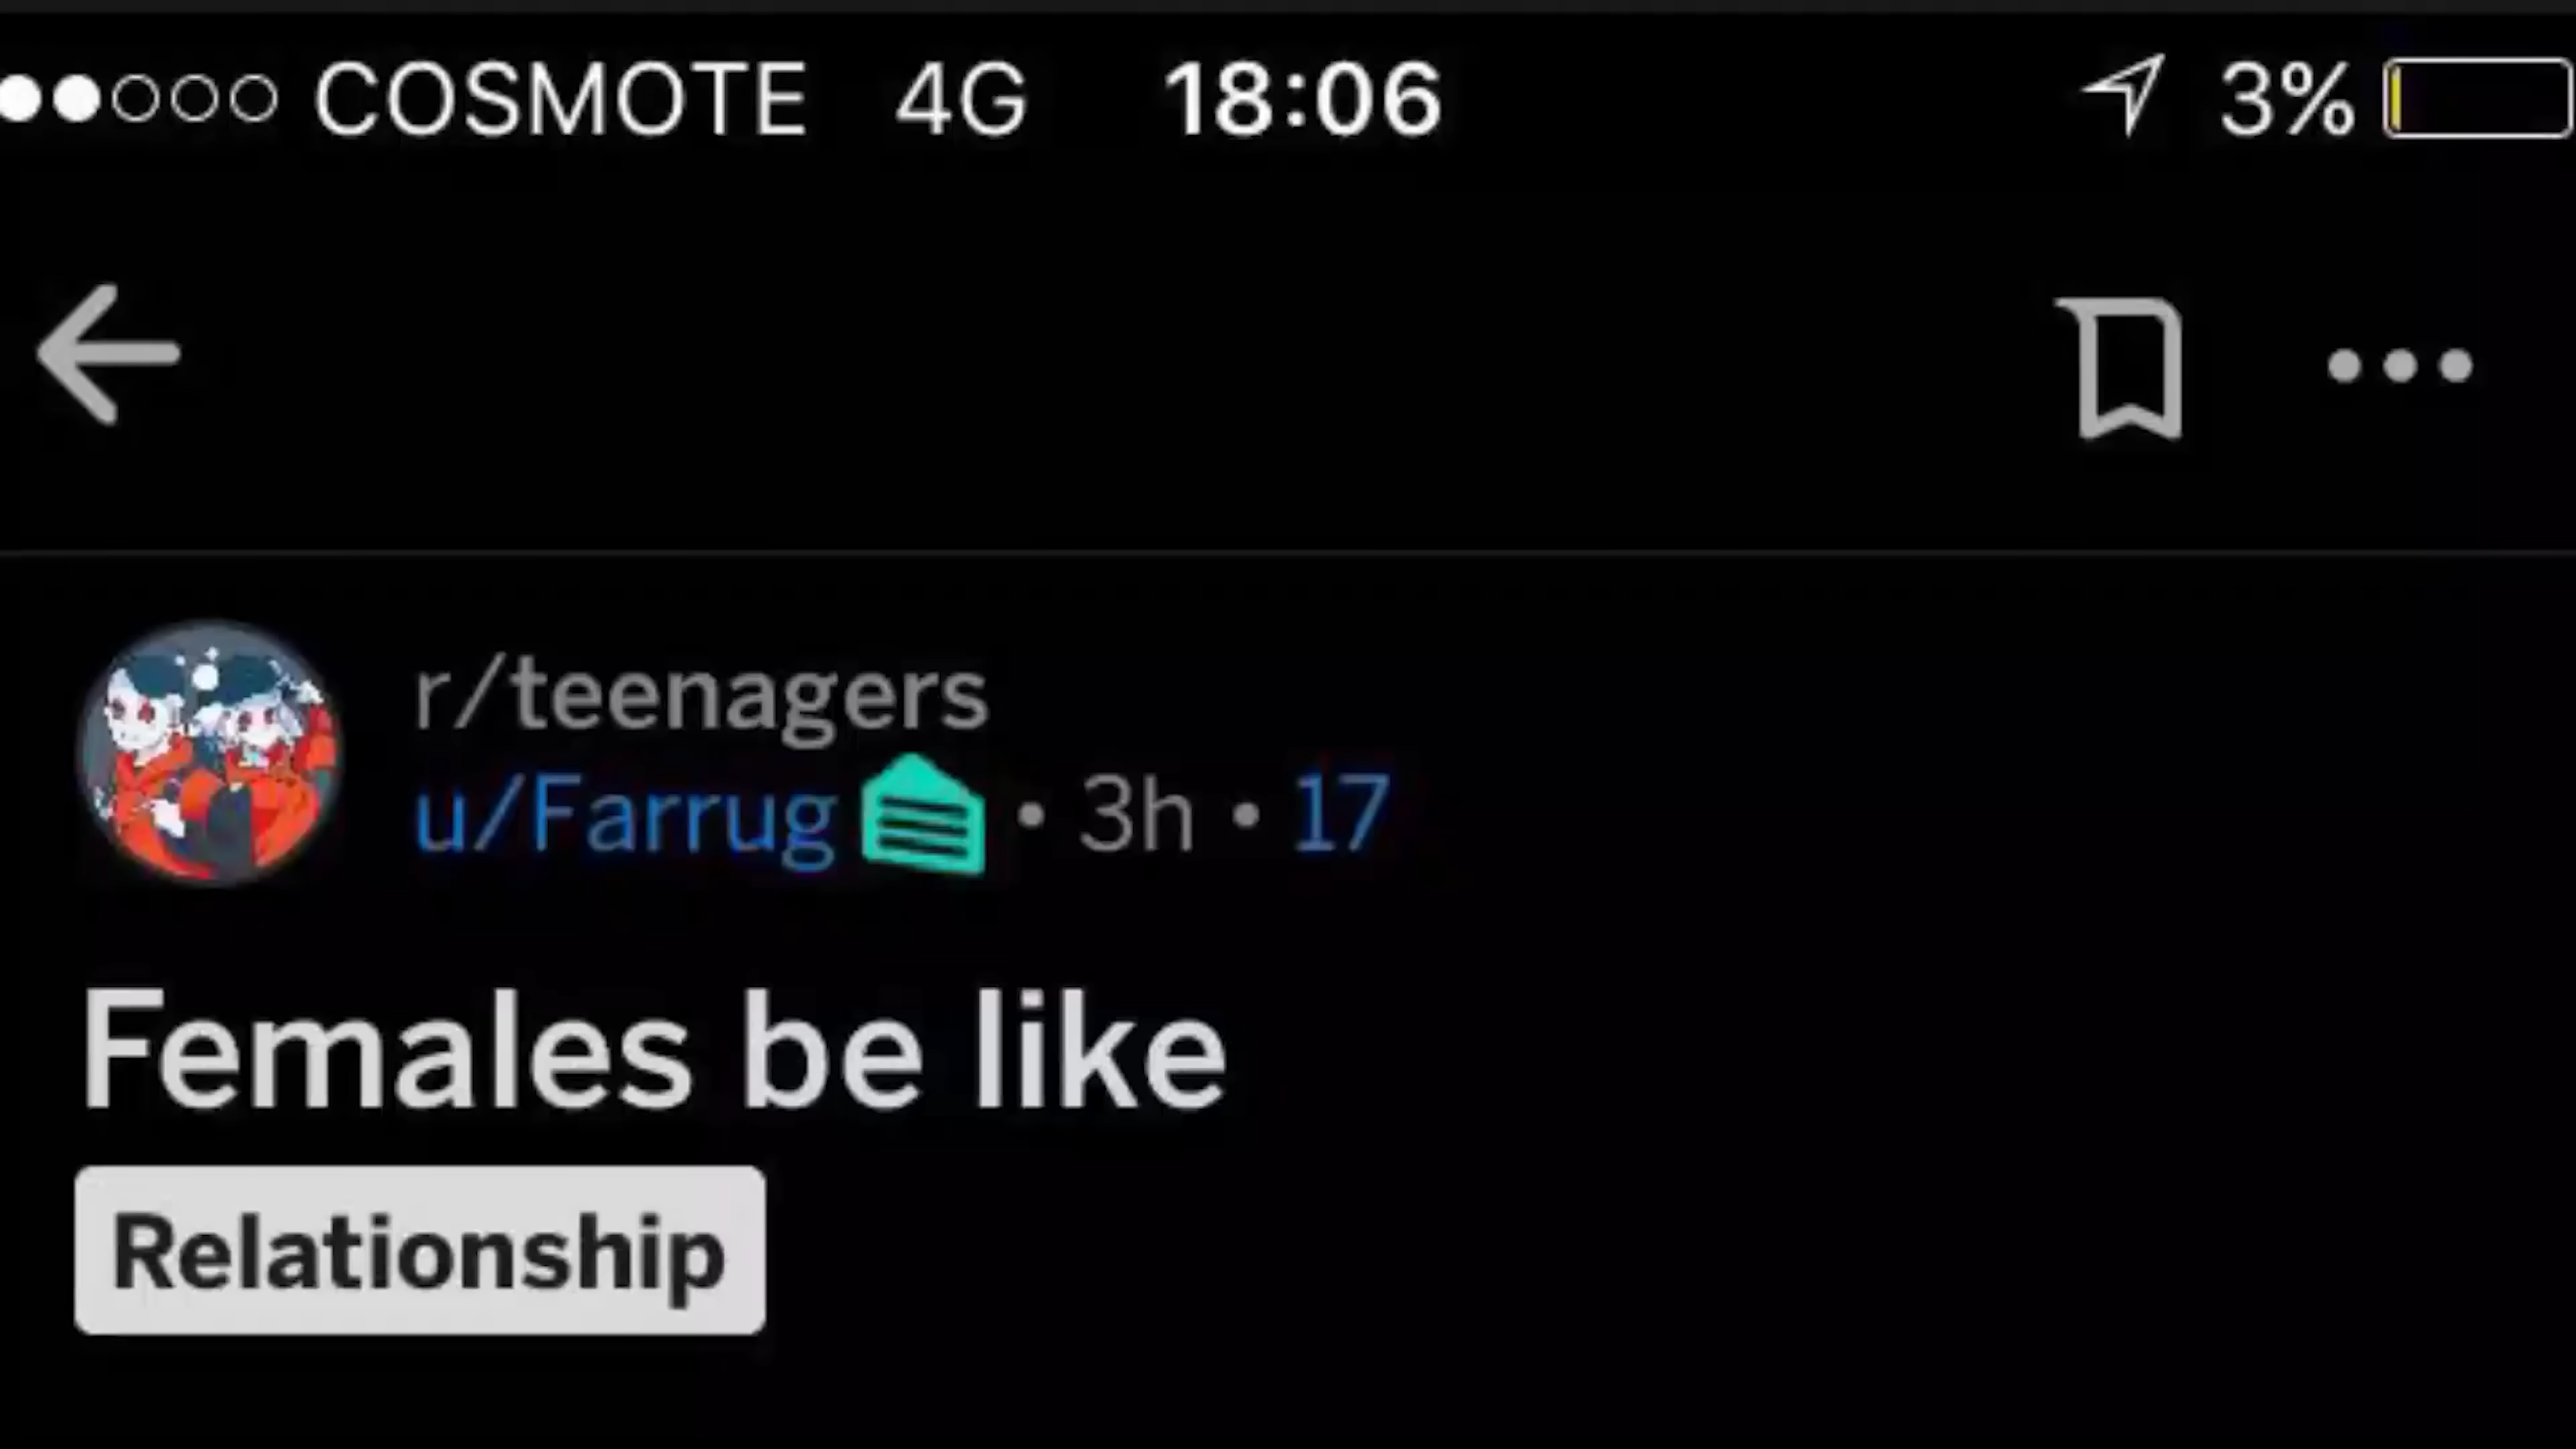 COSMOTE 4G 18:06 3%
r/teenagers
u/Farrug • 3h • 17
Females be like
Relationship